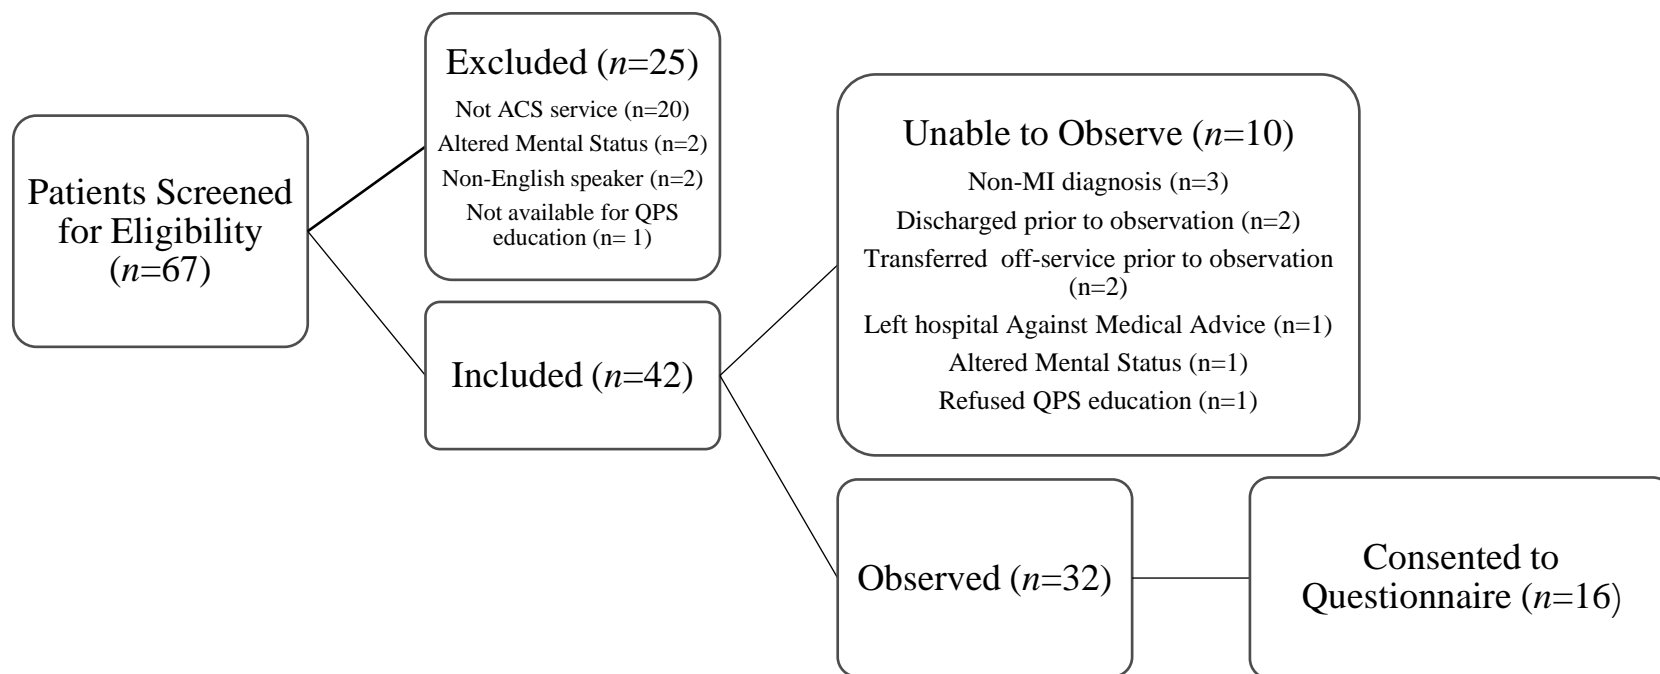 Patients Screened
for Eligibility
(n=67)
Excluded (n=25)
Not ACS service (n=20)
Altered Mental Status (n=2)
Non-English speaker (n=2)
Not available for QPS
education (n= 1)
Included (n=42)
Unable to Observe (n=10)
Non-MI diagnosis (n=3)
Discharged prior to observation (n=2)
Transferred off-service prior to observation
(n=2)
Left hospital Against Medical Advice (n=1)
Altered Mental Status (n=1)
Refused QPS education (n=1)
Observed (n=32)
Consented to
Questionnaire (n=16)